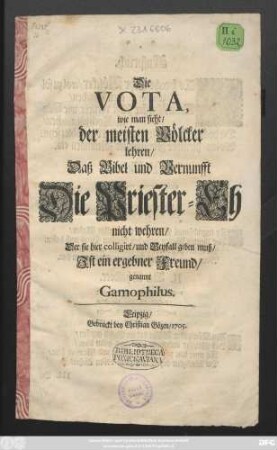 Die
VOTA,
wie man sieht/
der meisten Völcker
lehren/
Daß Bibel und Vernunfft
Die Priester-Eh
nicht wehren/
Der sie hier colligirt/ und Beyfall geben muß/
Ist ein ergebner Freund/
genannt
Gamophilus.
Leipzig/
Gedruckt bey Christian Götzen/ 1705.
BIBLIOTHECA
PONICKAVIANA